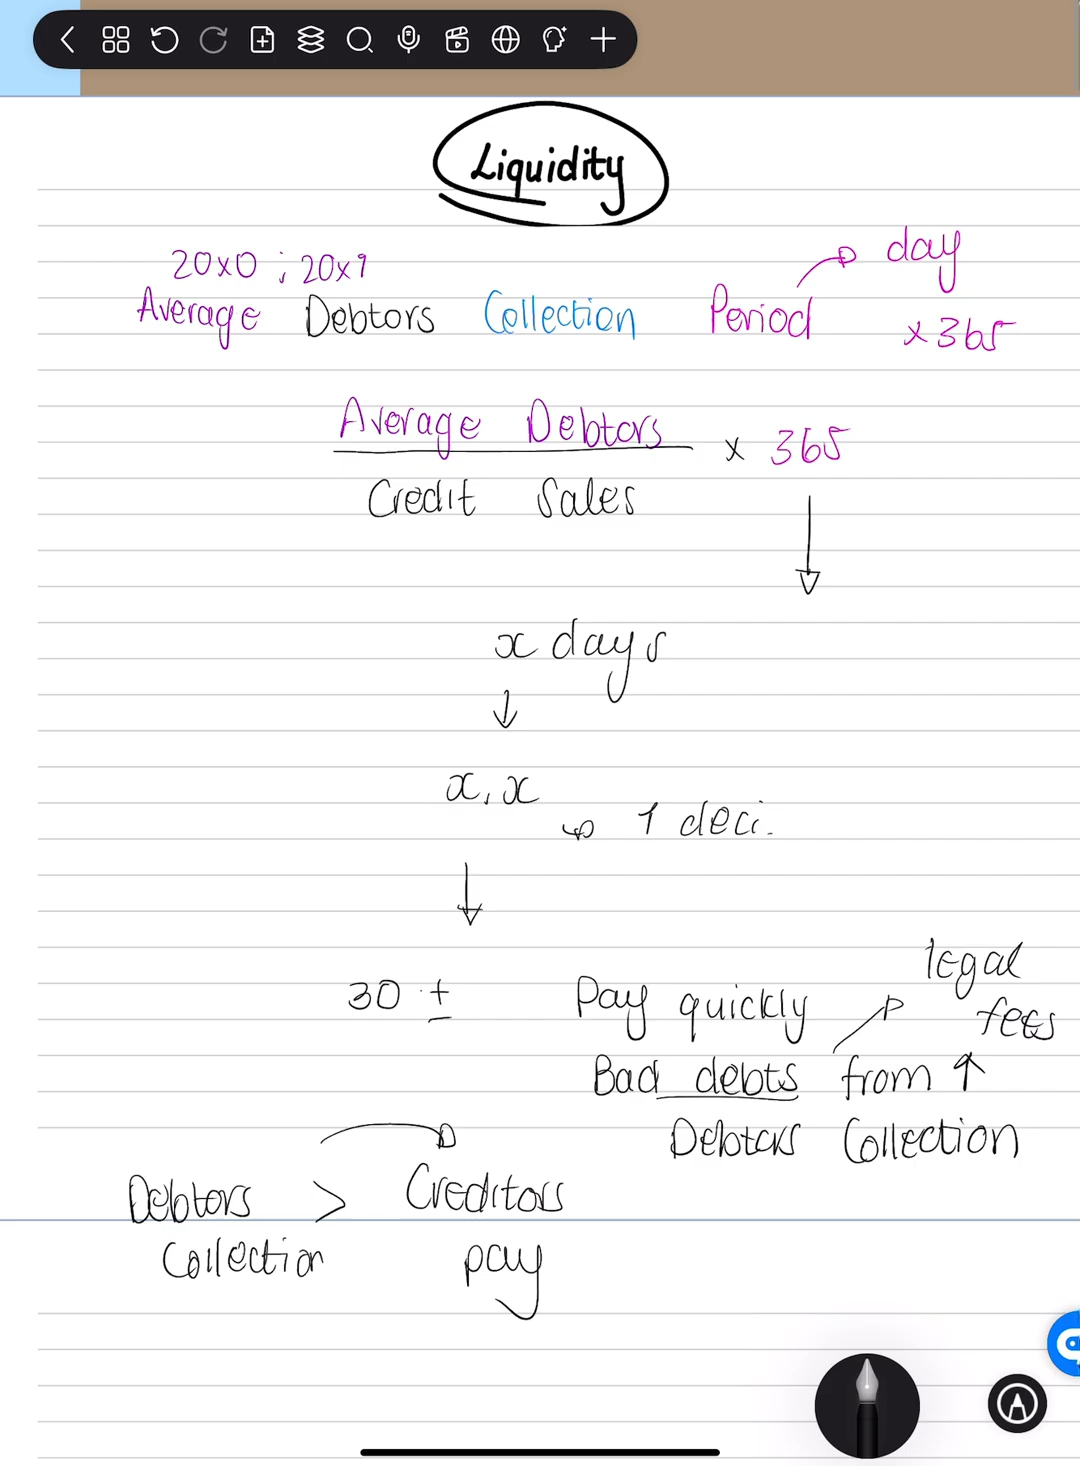 Liquidity
20x0 ; 20x1
day
Average Debtors Collection Period
x 365
Average Debtors
x 365
Credit Sales
x days
x,x
1 deci.
legal
fees
30 ±
Pay quickly
Bad debts from ↑
Debtors Collection
Debtors > Creditors
Collection pay